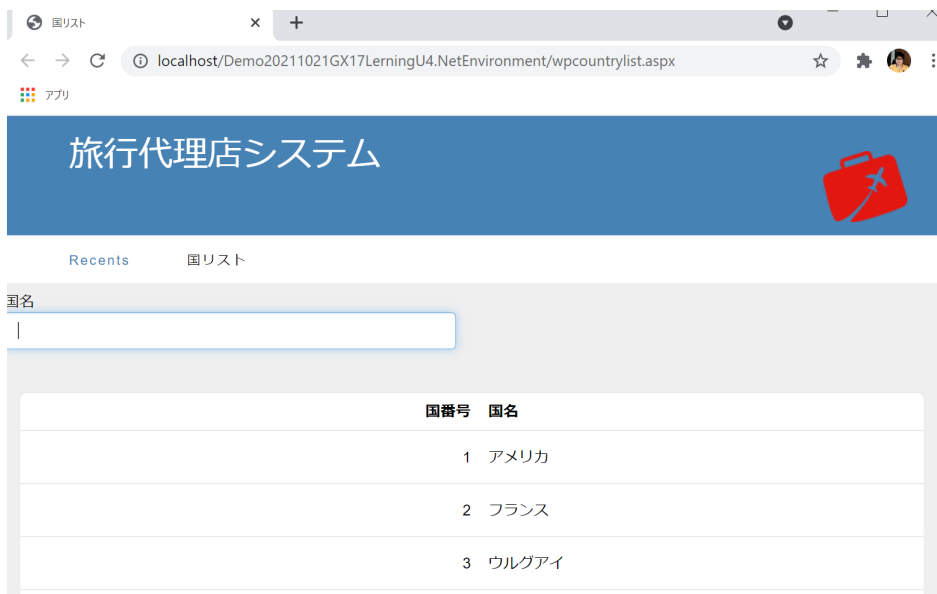 国リスト
localhost/Demo20211021GX17LerningU4.NetEnvironment/wpcountrylist.aspx
アプリ
旅行代理店システム
Recents 国リスト
国名
国番号 国名
1 アメリカ
2 フランス
3 ウルグアイ